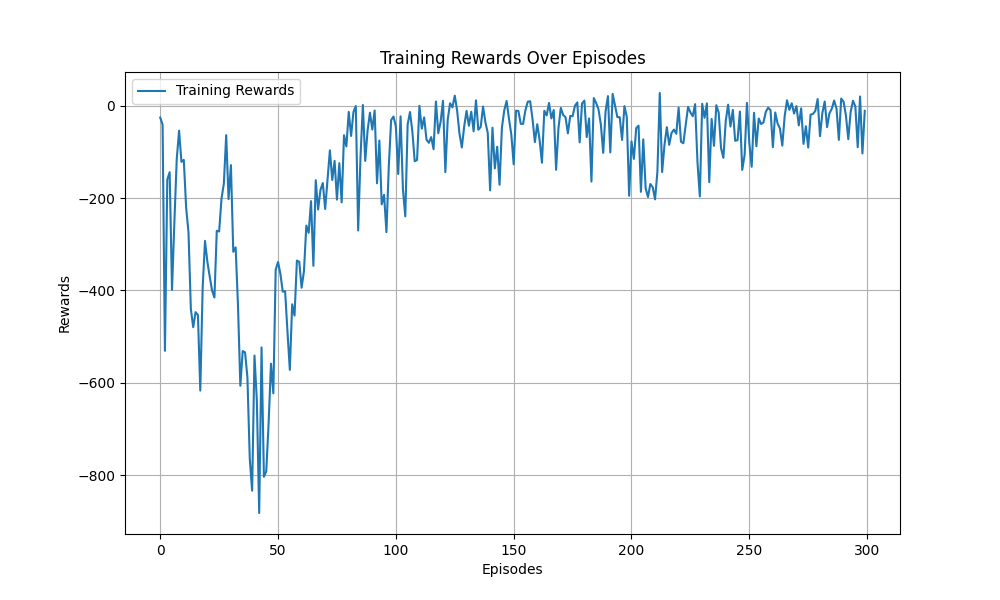 Training Rewards Over Episodes
Training Rewards
0
−200
−400
−600
−800
Rewards
0 50 100 150 200 250 300
Episodes